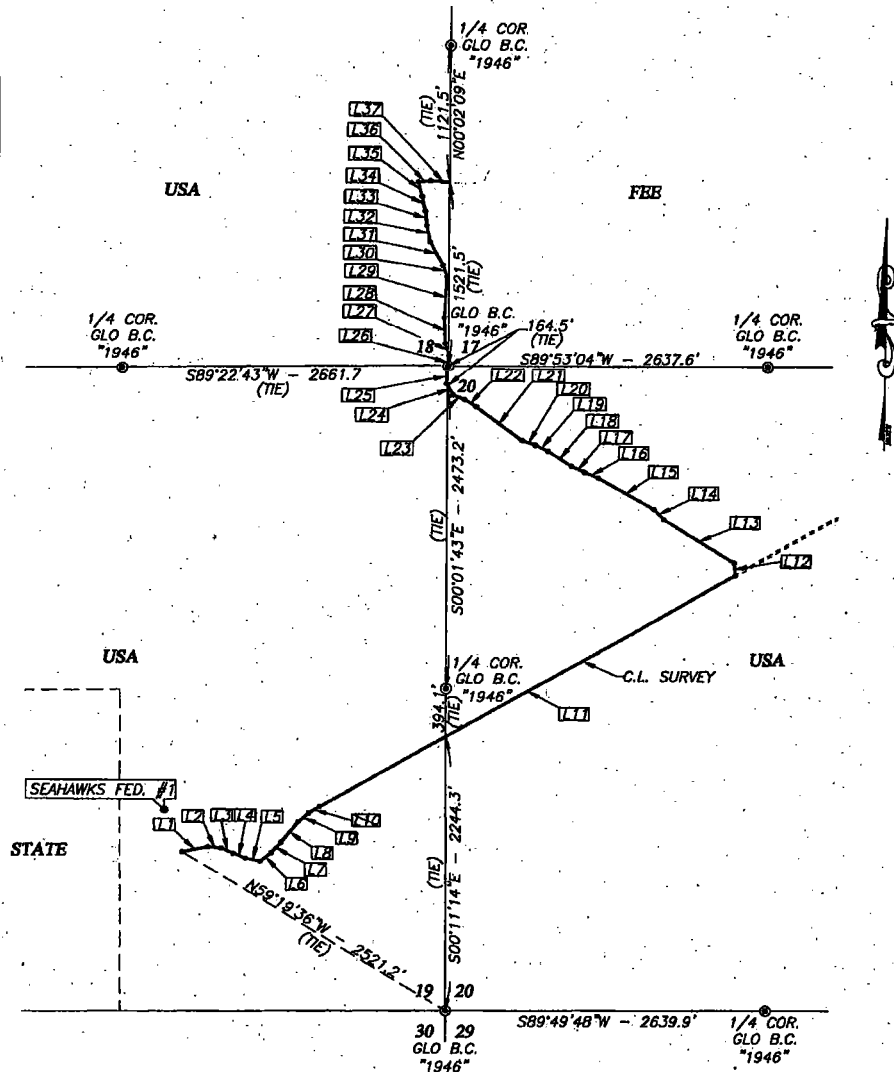 1/4 COR.
GLO B.C.
"1946"
N00°02'09"E
1121.5'
(TIE)
L37
L36
L35
L34
L33
L32
L31
L30
L29
L28
L27
L26
USA
FEE
1521.5'
(TIE)
GLO B.C.
"1946"
164.5'
(TIE)
18 17
20
1/4 COR.
GLO B.C.
"1946"
S89°22'43"W - 2661.7
(TIE)
S89°53'04"W - 2637.6'
1/4 COR.
GLO B.C.
"1946"
L25
L24
L23
L22
L21
L20
L19
L18
L17
L16
L15
L14
L13
L12
S00°01'43"E - 2473.2'
(TIE)
USA
USA
1/4 COR.
GLO B.C.
"1946"
394.1'
(TIE)
C.L. SURVEY
L11
SEAHAWKS FED. #1
STATE
L1
L2
L3
L4
L5
L6
L7
L8
L9
L10
N59°19'36"W - 2521.2'
(TIE)
S00°11'14"E - 2244.3'
(TIE)
19 20
30 29
GLO B.C.
"1946"
S89°49'48"W - 2639.9'
1/4 COR.
GLO B.C.
"1946"